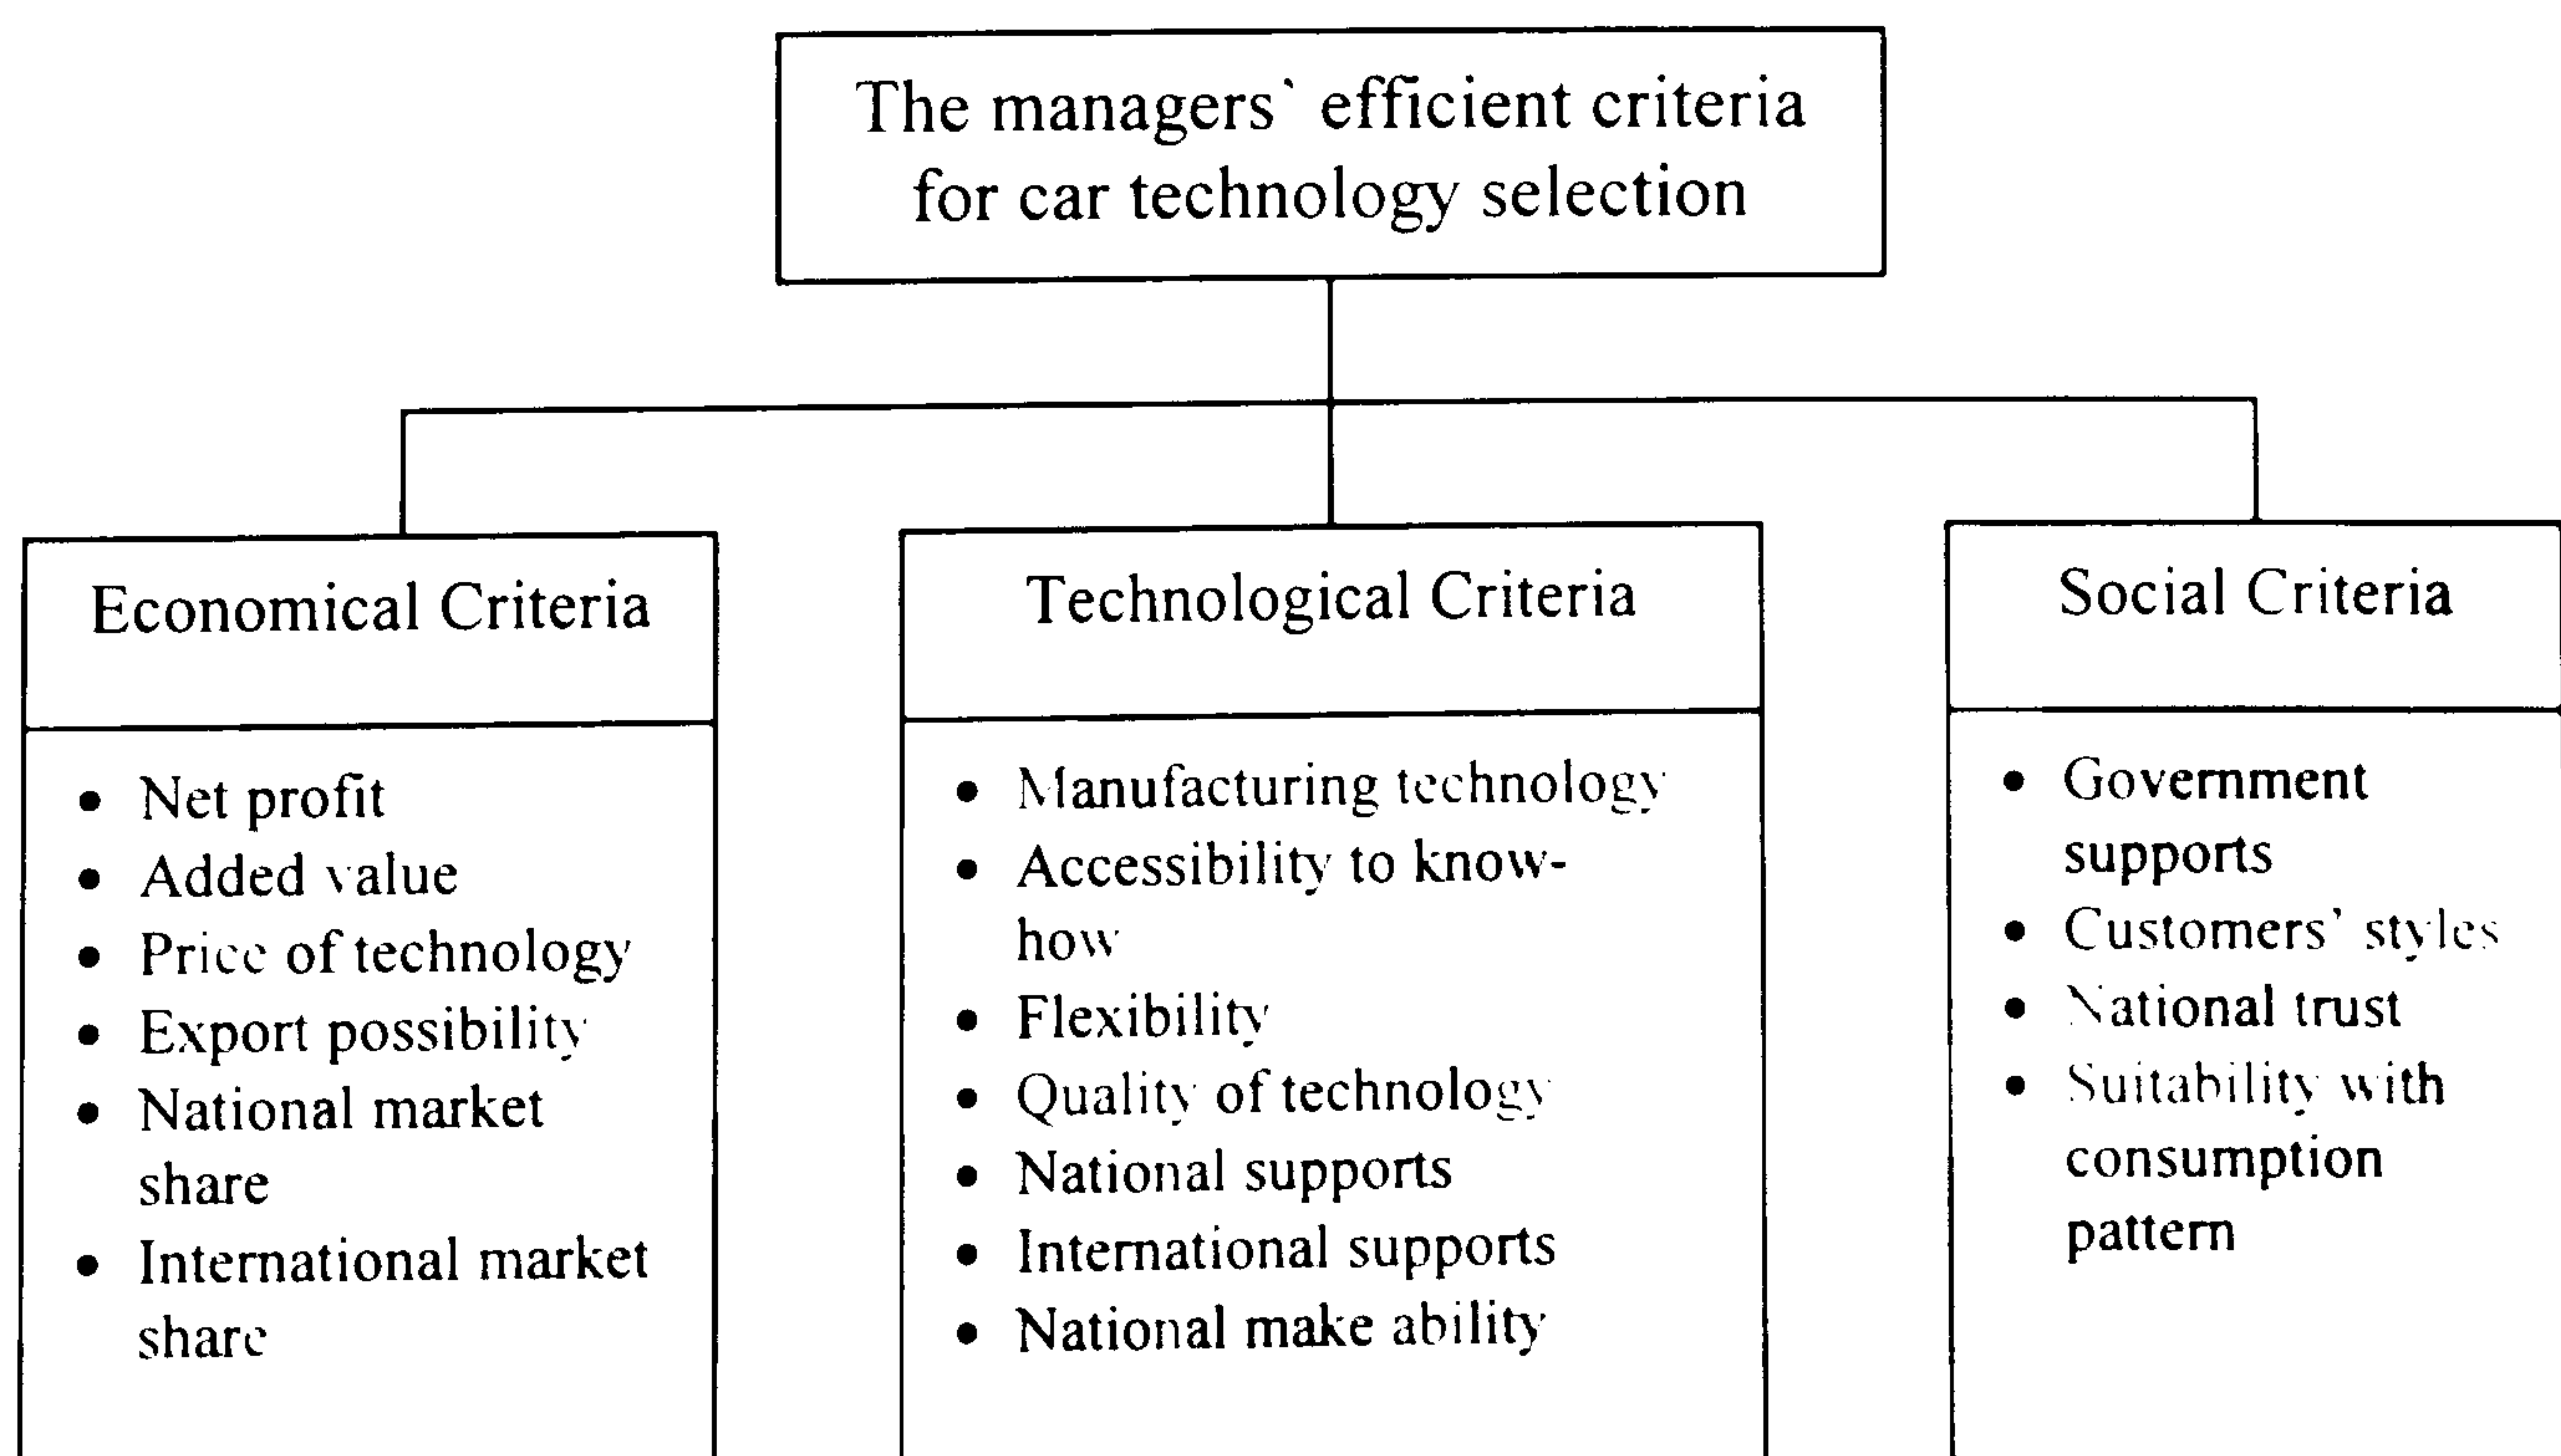 The managers` efficient criteria
for car technology selection
Economical Criteria
• Net profit
• Added value
• Price of technology
• Export possibility
• National market
share
• International market
share
Technological Criteria
• Manufacturing technology
• Accessibility to know-
how
• Flexibility
• Quality of technology
• National supports
• International supports
• National make ability
Social Criteria
• Government
supports
• Customers’ styles
• National trust
• Suitability with
consumption
pattern